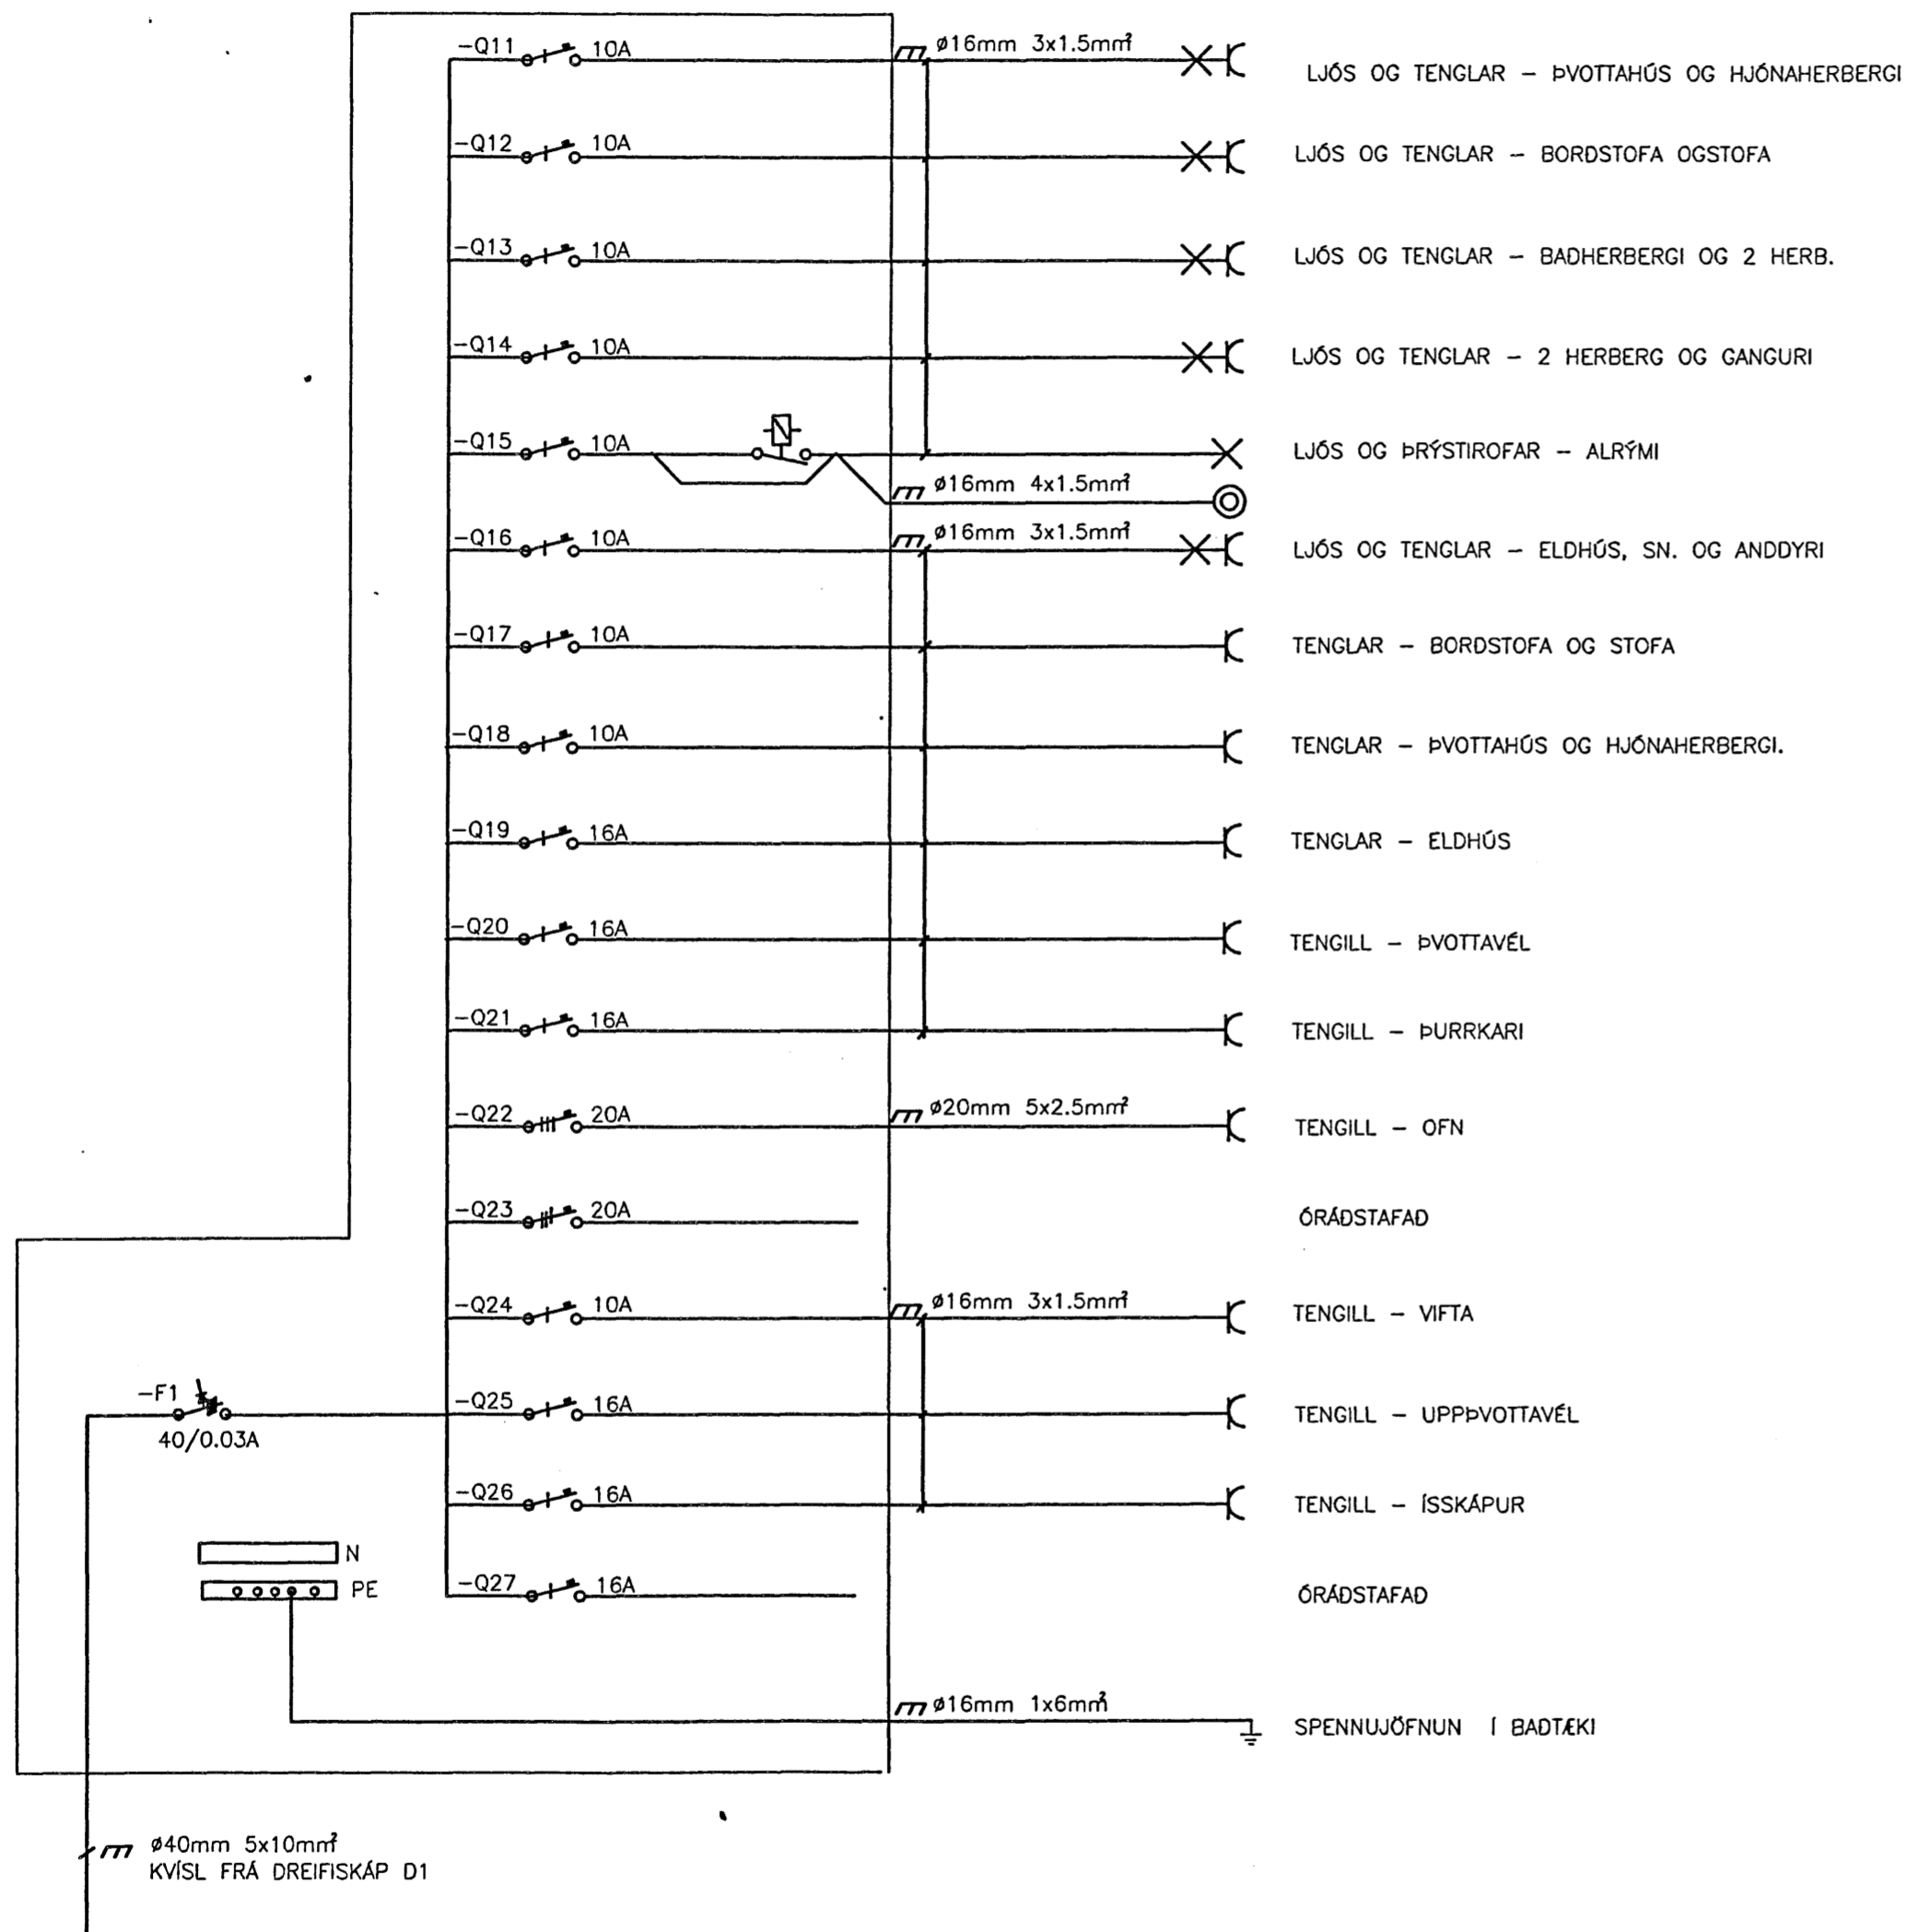 -Q11 10A ø16mm 3x1.5mm² LJÓS OG TENGLAR - ÞVOTTAHÚS OG HJÓNAHERBERGI
-Q12 10A LJÓS OG TENGLAR - BORÐSTOFA OGSTOFA
-Q13 10A LJÓS OG TENGLAR - BAÐHERBERGI OG 2 HERB.
-Q14 10A LJÓS OG TENGLAR - 2 HERBERG OG GANGURI
-Q15 10A LJÓS OG ÞRÝSTIROFAR - ALRÝMI
ø16mm 4x1.5mm²
-Q16 10A ø16mm 3x1.5mm² LJÓS OG TENGLAR - ELDHÚS, SN. OG ANDDYRI
-Q17 10A TENGLAR - BORÐSTOFA OG STOFA
-Q18 10A TENGLAR - ÞVOTTAHÚS OG HJÓNAHERBERGI.
-Q19 16A TENGLAR - ELDHÚS
-Q20 16A TENGILL - ÞVOTTAVÉL
-Q21 16A TENGILL - ÞURRKARI
-Q22 20A ø20mm 5x2.5mm² TENGILL - OFN
-Q23 20A ÓRÁÐSTAFAÐ
-Q24 10A ø16mm 3x1.5mm² TENGILL - VIFTA
-F1 -Q25 16A TENGILL - UPPÞVOTTAVÉL
40/0.03A
-Q26 16A TENGILL - ÍSSKÁPUR
N
PE -Q27 16A ÓRÁÐSTAFAÐ
ø16mm 1x6mm² SPENNUJÖFNUN Í BAÐTÆKI
ø40mm 5x10mm²
KVÍSL FRÁ DREIFISKÁP D1